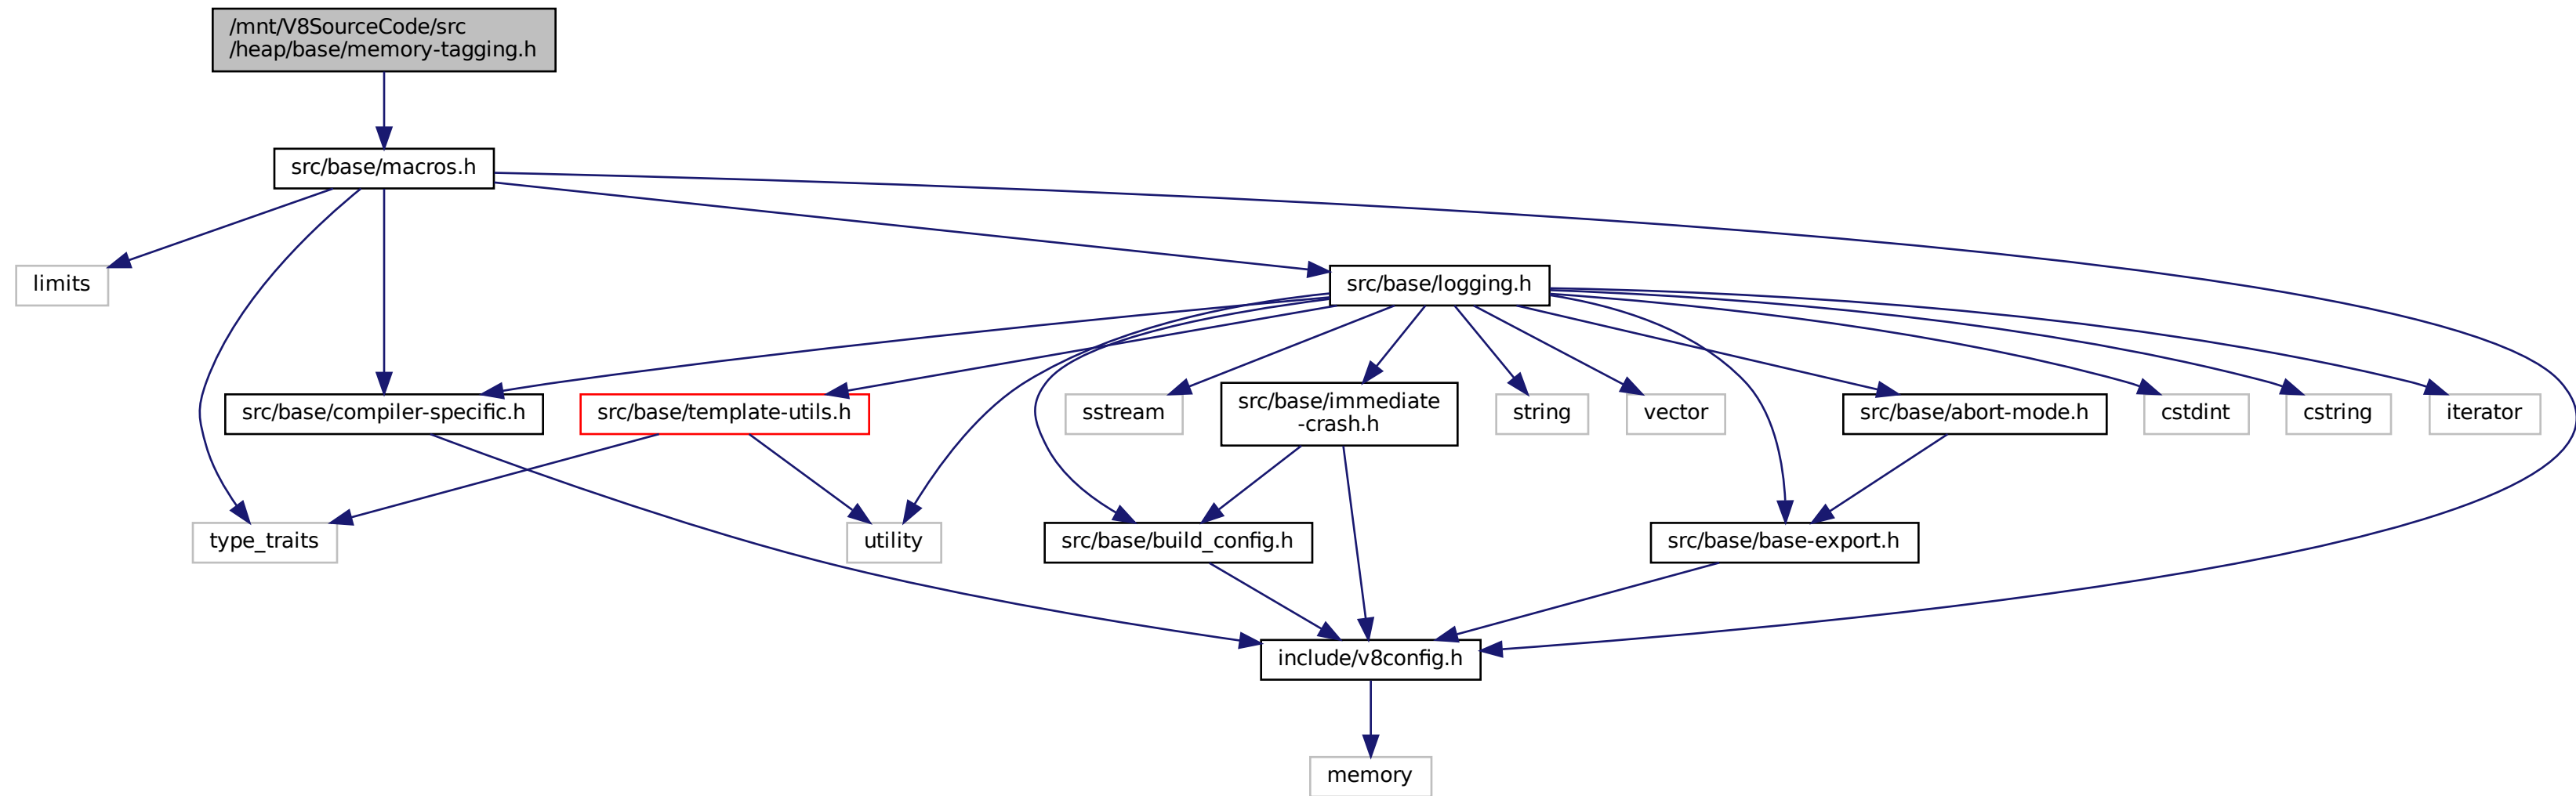 /mnt/V8SourceCode/src
/heap/base/memory-tagging.h
src/base/macros.h
limits
src/base/logging.h
src/base/compiler-specific.h
src/base/template-utils.h
sstream
src/base/immediate
-crash.h
string
vector
src/base/abort-mode.h
cstdint
cstring
iterator
type_traits
utility
src/base/build_config.h
src/base/base-export.h
include/v8config.h
memory